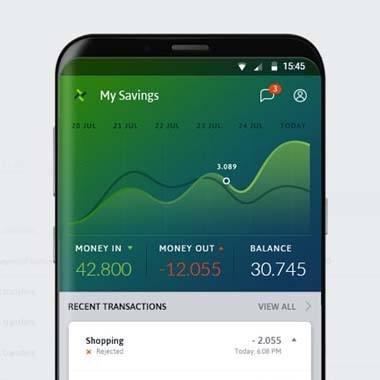 15:45
My Savings
3
20 JUL 21 JUL 22 JUL 23 JUL 24 JUL TODAY
3.089
MONEY IN MONEY OUT BALANCE
42.800 -12.055 30.745
RECENT TRANSACTIONS VIEW ALL
Shopping - 2.055
Rejected Today, 6:08 PM